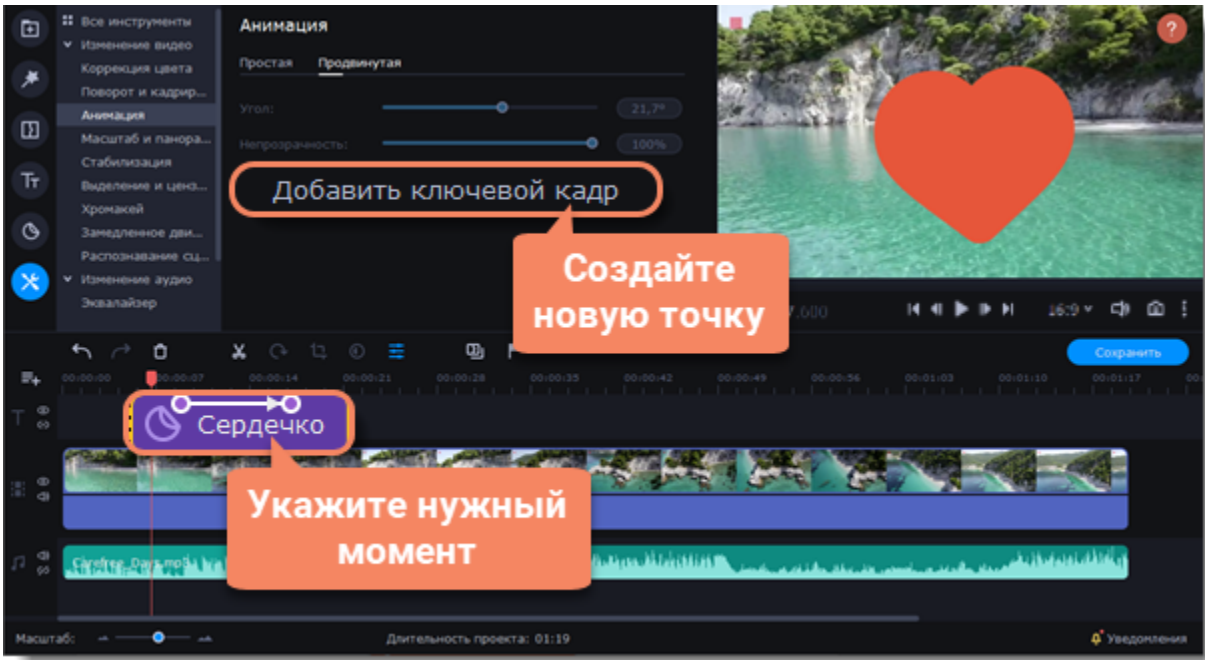 Все инструменты
Изменение видео
Коррекция цвета
Поворот и кадрир...
Анимация
Масштаб и панора...
Стабилизация
Выделение и ценз...
Хромакей
Замедленное дви...
Распознавание сц...
Изменение аудио
Эквалайзер
Анимация
Простая Продвинутая
Угол: 21,7°
Непрозрачность: 100%
Добавить ключевой кадр
Создайте
новую точку
?
.600
16:9
Сохранить
00:00:00 00:00:07 00:00:14 00:00:21 00:00:28 00:00:35 00:00:42 00:00:49 00:00:56 00:01:03 00:01:10 00:01:17 00:
Сердечко
Укажите нужный
момент
Carefree_Days.mp3
Масштаб:
Длительность проекта: 01:19
Уведомления